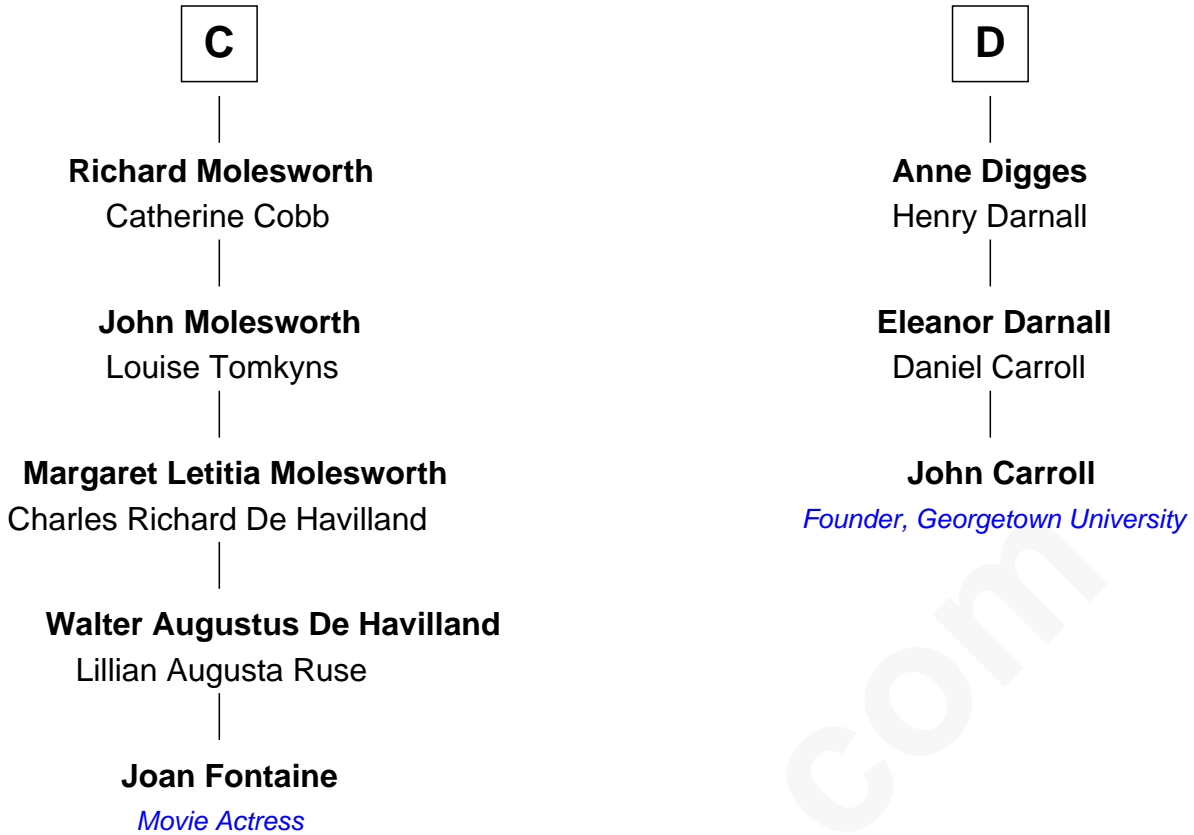 C
Richard Molesworth
Catherine Cobb
John Molesworth
Louise Tomkyns
Margaret Letitia Molesworth
Charles Richard De Havilland
Walter Augustus De Havilland
Lillian Augusta Ruse
Joan Fontaine
Movie Actress
D
Anne Digges
Henry Darnall
Eleanor Darnall
Daniel Carroll
John Carroll
Founder, Georgetown University
com